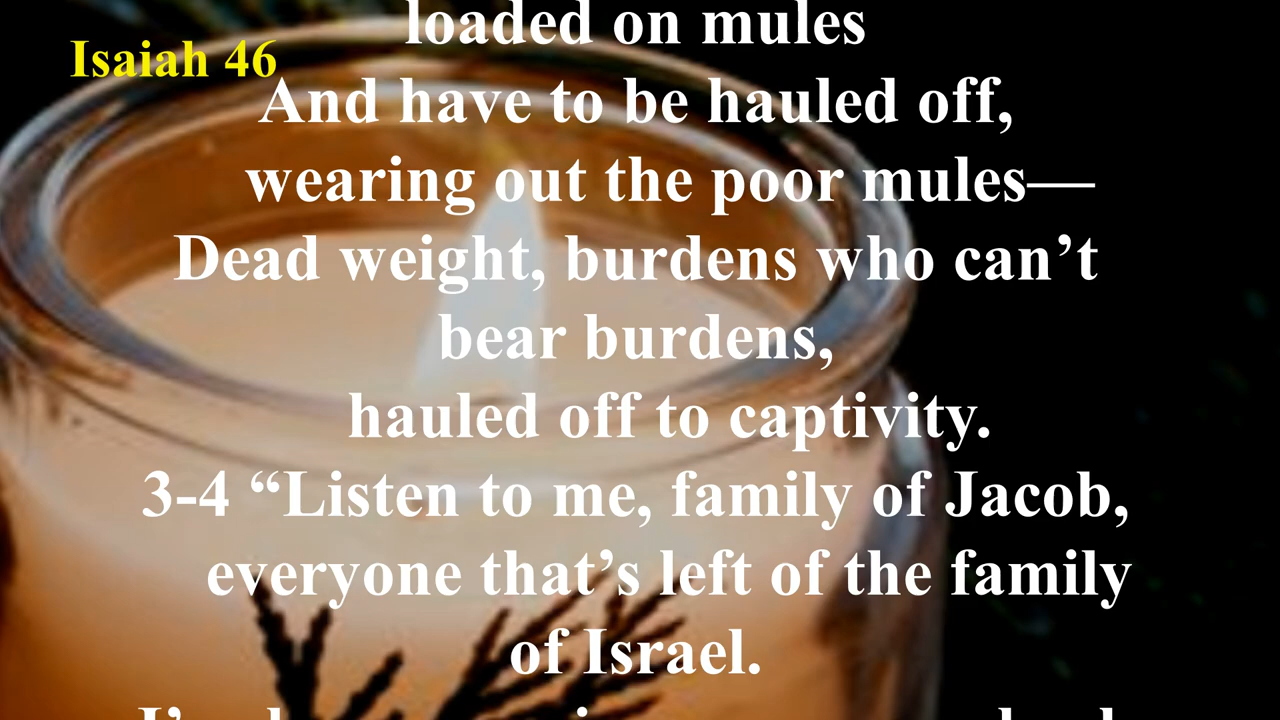 loaded on mules
Isaiah 46
And have to be hauled off,
wearing out the poor mules—
Dead weight, burdens who can’t
bear burdens,
hauled off to captivity.
3-4 “Listen to me, family of Jacob,
everyone that’s left of the family
of Israel.